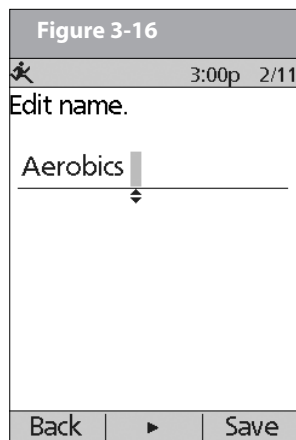 Figure 3-16
3:00p 2/11
Edit name.
Aerobics
Back ► Save